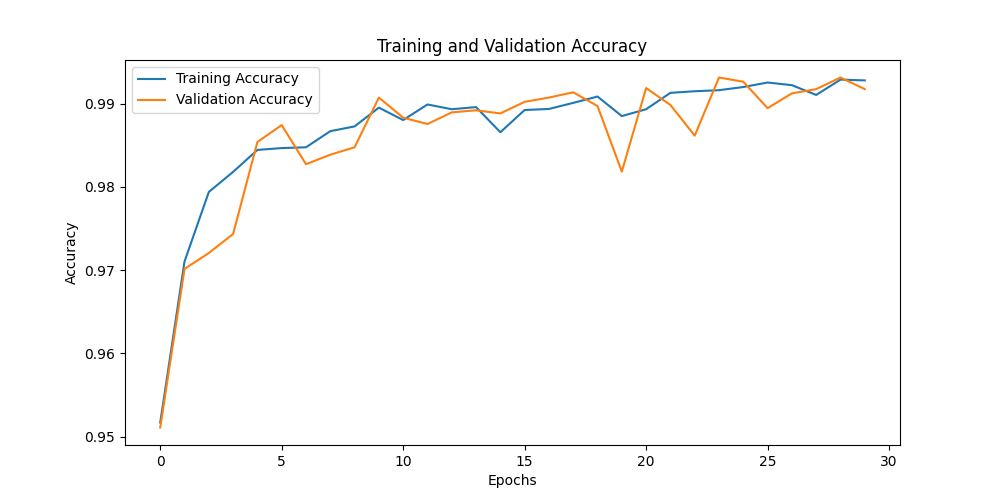 Training and Validation Accuracy
Training Accuracy
Validation Accuracy
Accuracy
0.99
0.98
0.97
0.96
0.95
0 5 10 15 20 25 30
Epochs